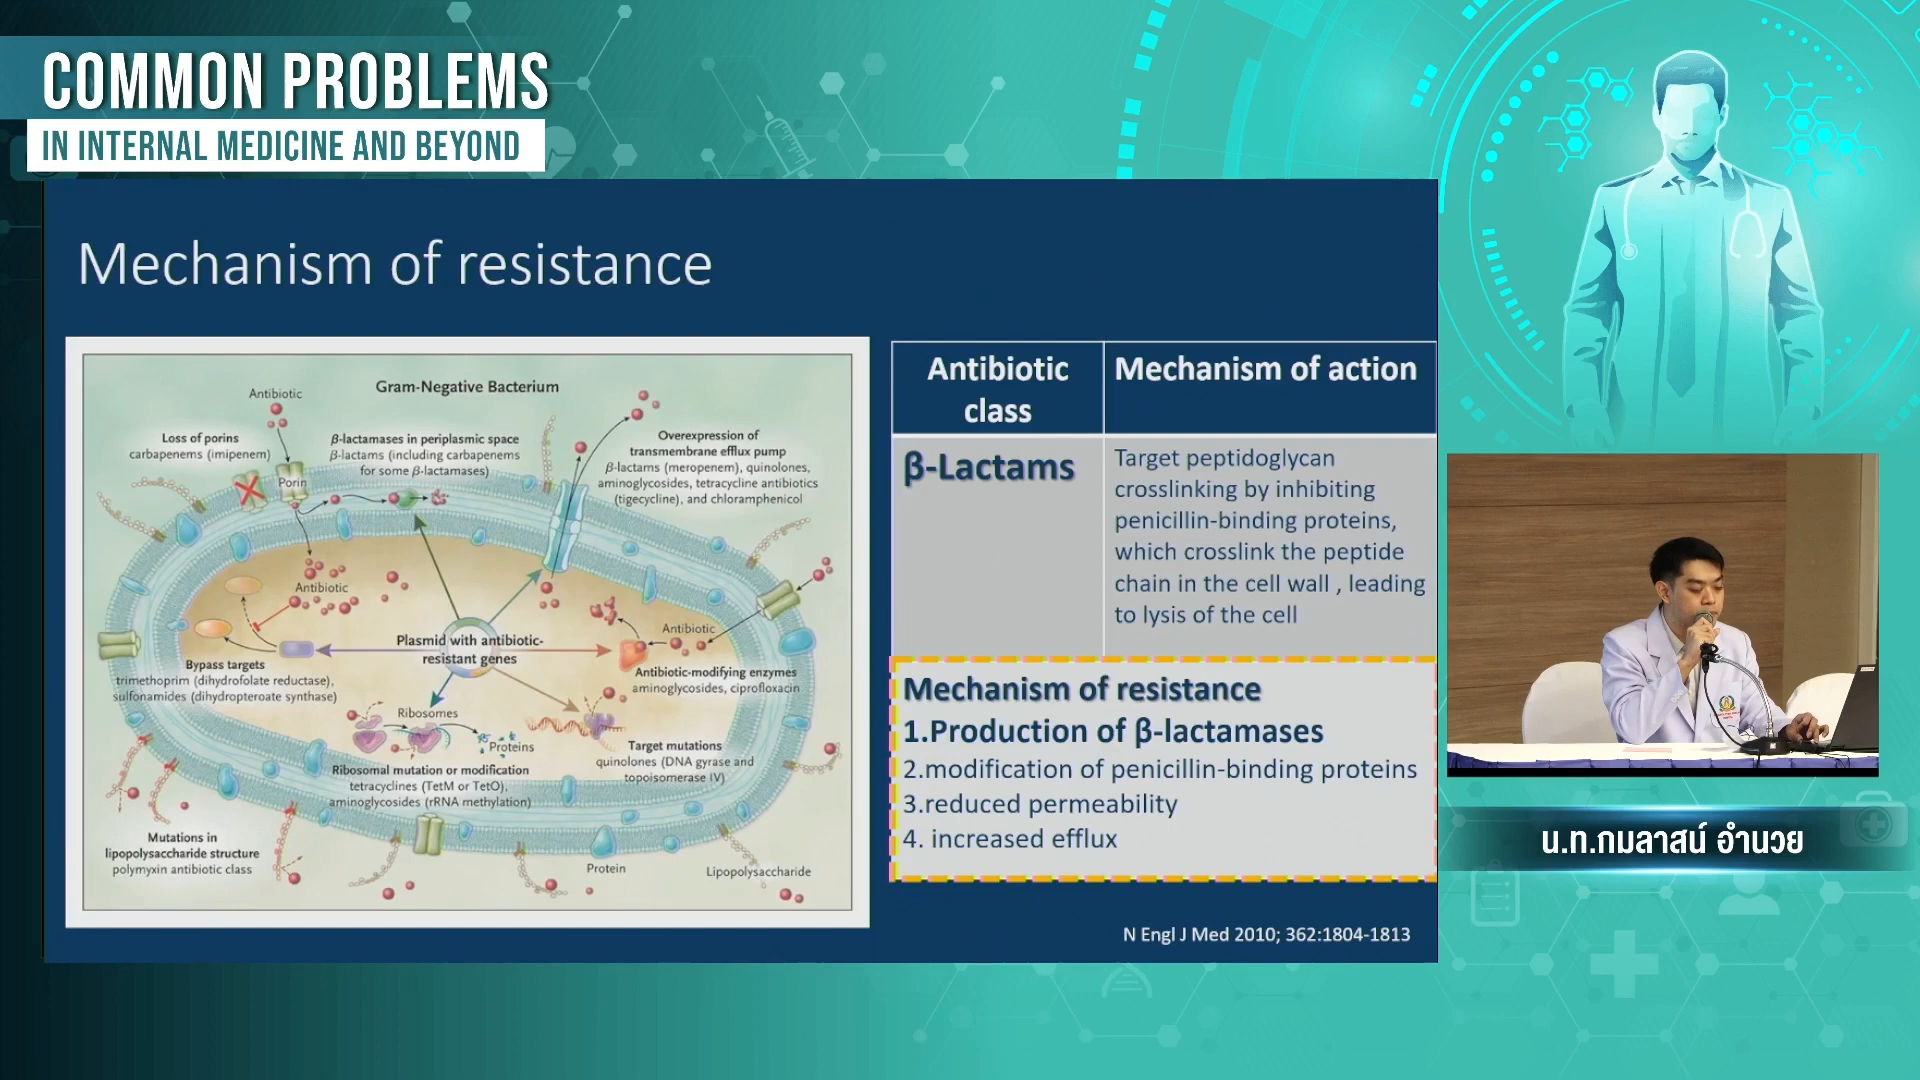 COMMON PROBLEMS
IN INTERNAL MEDICINE AND BEYOND
Mechanism of resistance
Gram-Negative Bacterium
Antibiotic
Loss of porins
carbapenems (imipenem)
Porin
β-lactamases in periplasmic space
β-lactams (including carbapenems
for some β-lactamases)
Overexpression of
transmembrane efflux pump
β-lactams (meropenem), quinolones,
aminoglycosides, tetracycline antibiotics
(tigecycline), and chloramphenicol
Antibiotic
Plasmid with antibiotic-
resistant genes
Antibiotic
Bypass targets
trimethoprim (dihydrofolate reductase),
sulfonamides (dihydropteroate synthase)
Antibiotic-modifying enzymes
aminoglycosides, ciprofloxacin
Ribosomes
Proteins
Ribosomal mutation or modification
tetracyclines (TetM or TetO),
aminoglycosides (rRNA methylation)
Target mutations
quinolones (DNA gyrase and
topoisomerase IV)
Mutations in
lipopolysaccharide structure
polymyxin antibiotic class
Protein
Lipopolysaccharide
Antibiotic
class
Mechanism of action
β-Lactams
Target peptidoglycan
crosslinking by inhibiting
penicillin-binding proteins,
which crosslink the peptide
chain in the cell wall , leading
to lysis of the cell
Mechanism of resistance
1.Production of β-lactamases
2.modification of penicillin-binding proteins
3.reduced permeability
4. increased efflux
N Engl J Med 2010; 362:1804-1813
น.ท.กมลาสน์ อำนวย